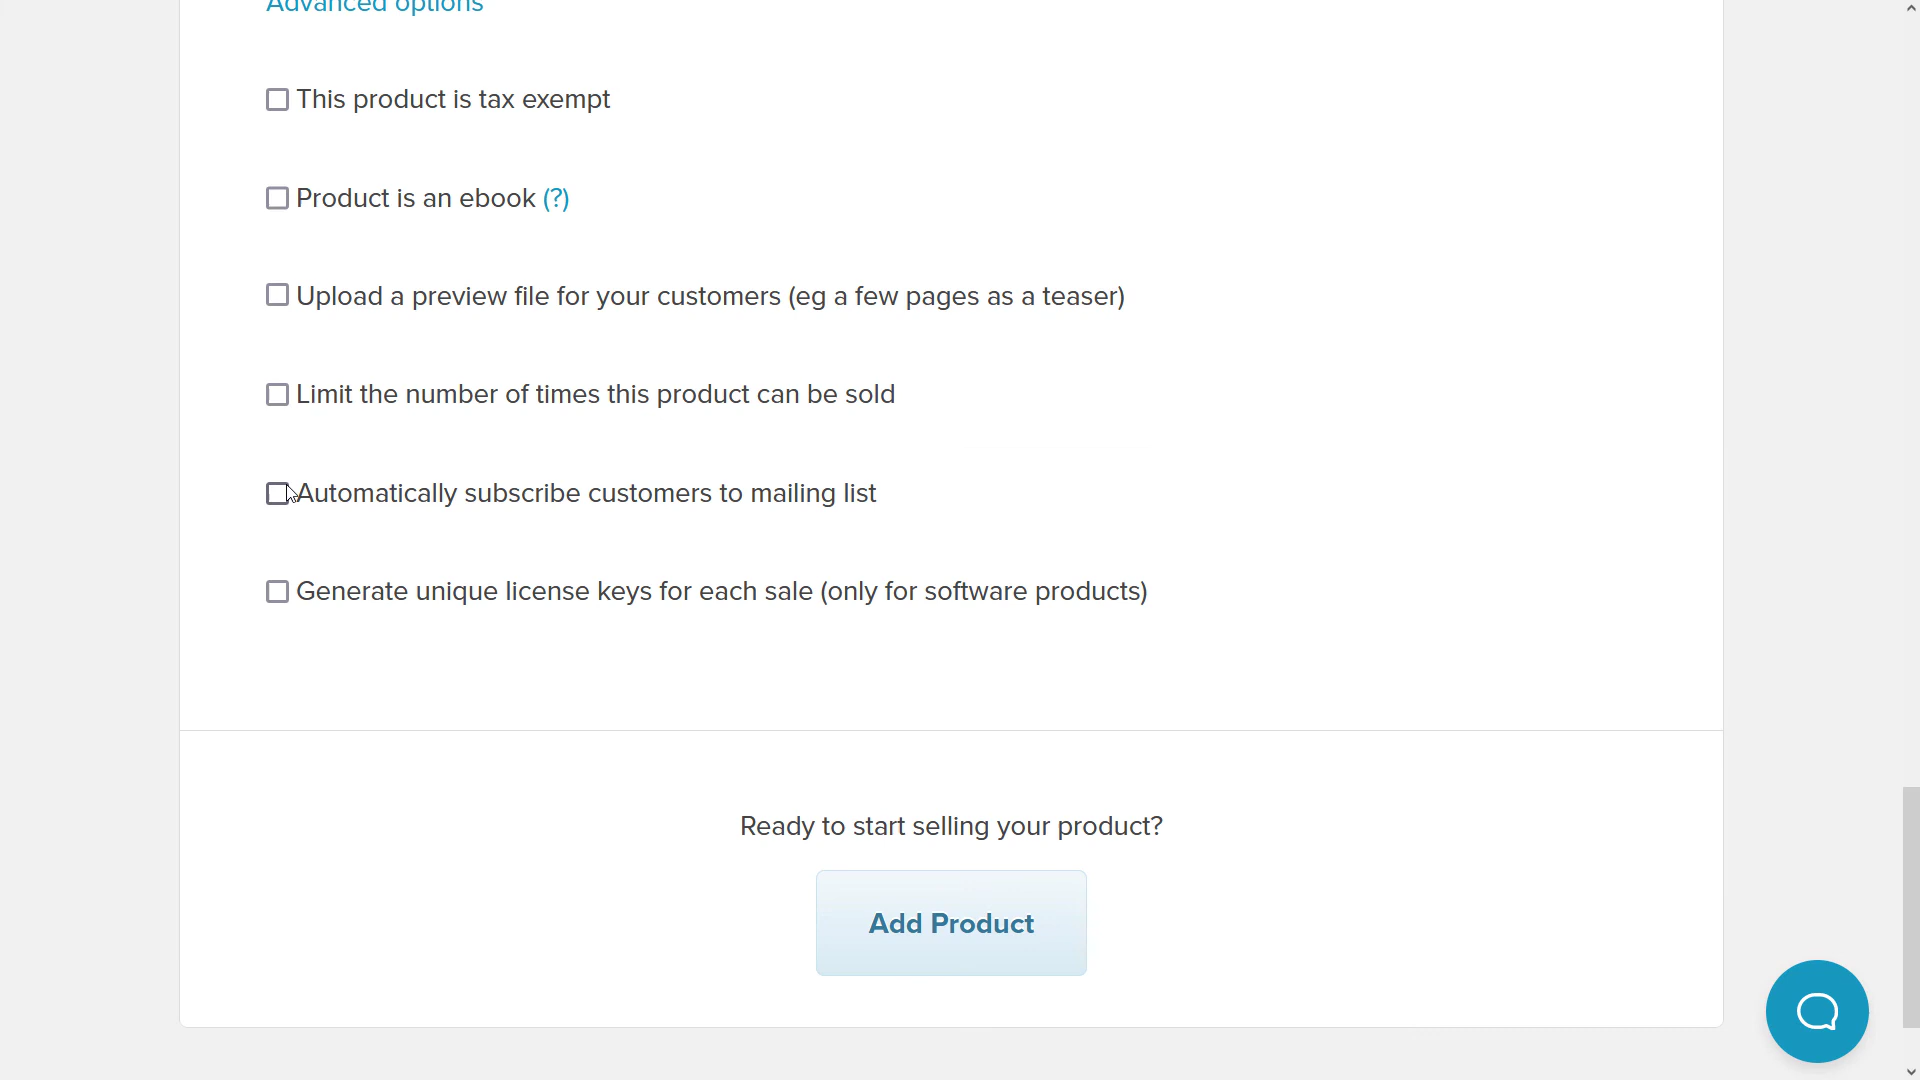 Advanced options
This product is tax exempt
Product is an ebook (?)
Upload a preview file for your customers (eg a few pages as a teaser)
Limit the number of times this product can be sold
Automatically subscribe customers to mailing list
Generate unique license keys for each sale (only for software products)
Ready to start selling your product?
Add Product